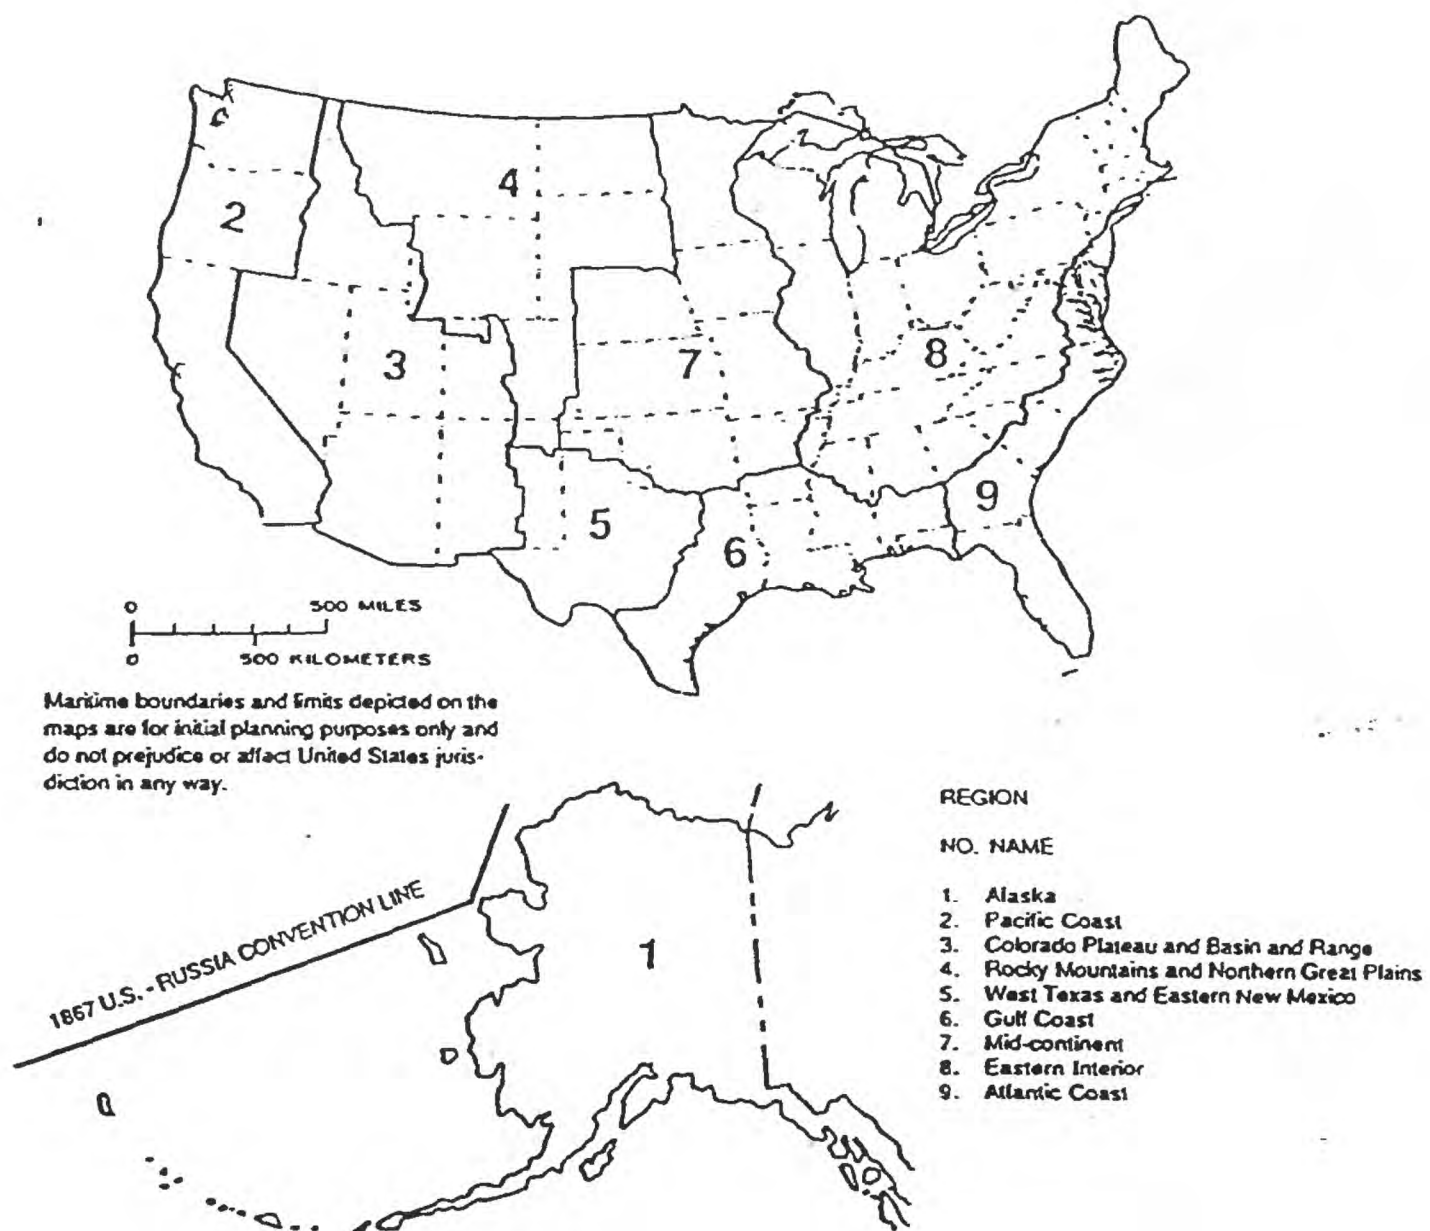 2
4
3
7
8
5
6
9
0 500 MILES
0 500 KILOMETERS
Maritime boundaries and limits depicted on the
maps are for initial planning purposes only and
do not prejudice or affect United States juris-
diction in any way.
1867 U.S. - RUSSIA CONVENTION LINE
1
REGION
NO. NAME
1. Alaska
2. Pacific Coast
3. Colorado Plateau and Basin and Range
4. Rocky Mountains and Northern Great Plains
5. West Texas and Eastern New Mexico
6. Gulf Coast
7. Mid-continent
8. Eastern Interior
9. Atlantic Coast